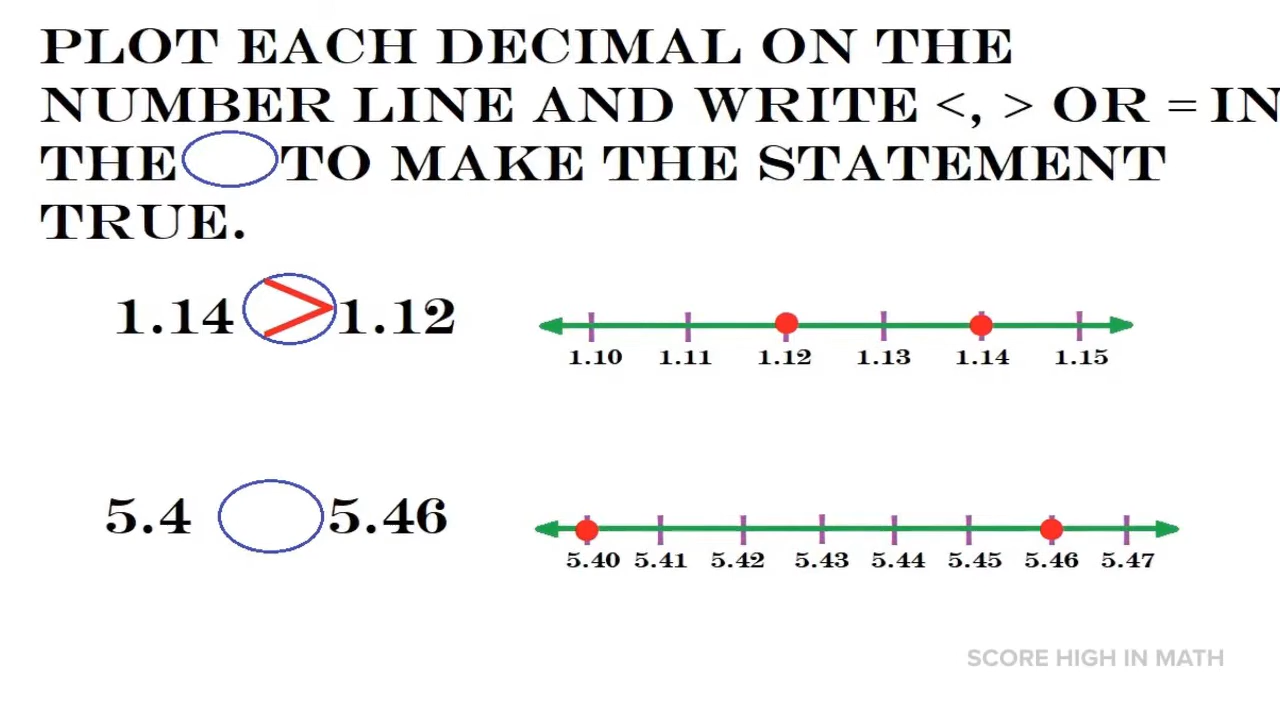 PLOT EACH DECIMAL ON THE
NUMBER LINE AND WRITE <, > OR = IN
THE TO MAKE THE STATEMENT
TRUE.
1.14 > 1.12
1.10 1.11 1.12 1.13 1.14 1.15
5.4 5.46
5.40 5.41 5.42 5.43 5.44 5.45 5.46 5.47
SCORE HIGH IN MATH